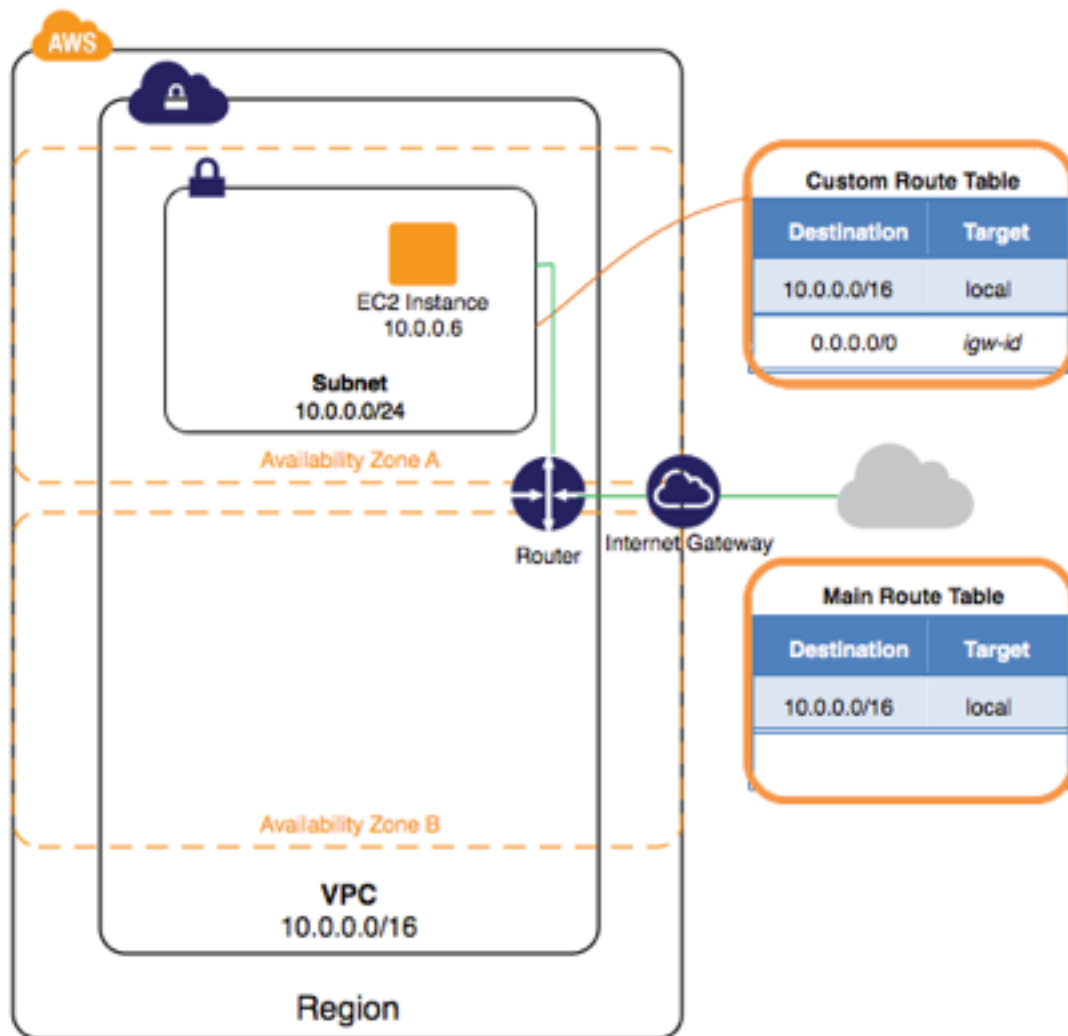 AWS
EC2 Instance
10.0.0.6
Subnet
10.0.0.0/24
Availability Zone A
Router
Internet Gateway
Availability Zone B
VPC
10.0.0.0/16
Region
Custom Route Table
Destination Target
10.0.0.0/16 local
0.0.0.0/0 igw-id
Main Route Table
Destination Target
10.0.0.0/16 local